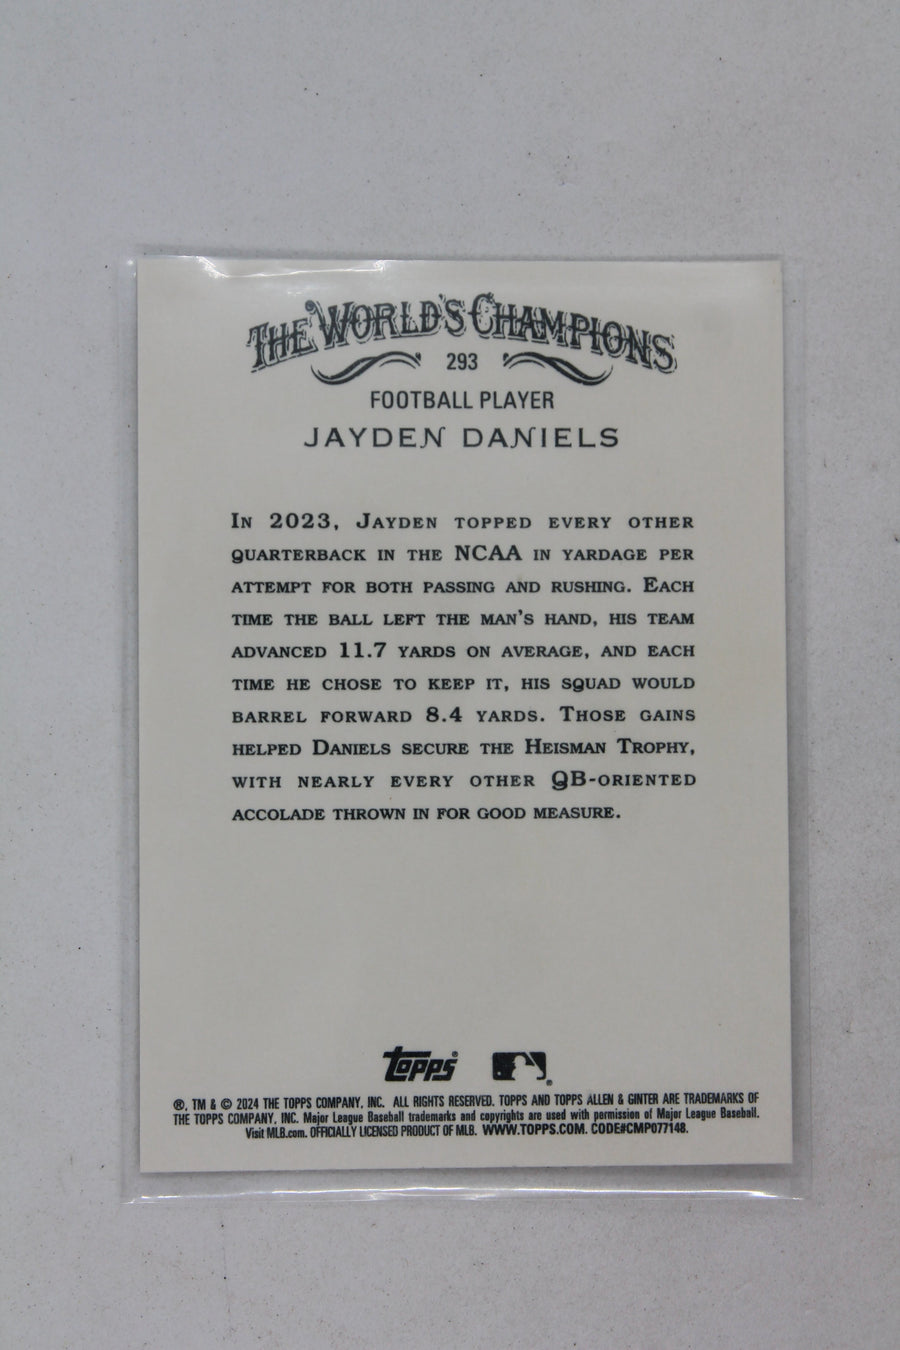 THE WORLD'S CHAMPIONS
293
FOOTBALL PLAYER
JAYDEN DANIELS
IN 2023, JAYDEN TOPPED EVERY OTHER
QUARTERBACK IN THE NCAA IN YARDAGE PER
ATTEMPT FOR BOTH PASSING AND RUSHING. EACH
TIME THE BALL LEFT THE MAN'S HAND, HIS TEAM
ADVANCED 11.7 YARDS ON AVERAGE, AND EACH
TIME HE CHOSE TO KEEP IT, HIS SQUAD WOULD
BARREL FORWARD 8.4 YARDS. THOSE GAINS
HELPED DANIELS SECURE THE HEISMAN TROPHY,
WITH NEARLY EVERY OTHER QB-ORIENTED
ACCOLADE THROWN IN FOR GOOD MEASURE.
Topps® ®
®, TM & © 2024 THE TOPPS COMPANY, INC. ALL RIGHTS RESERVED. TOPPS AND TOPPS ALLEN & GINTER ARE TRADEMARKS OF
THE TOPPS COMPANY, INC. Major League Baseball trademarks and copyrights are used with permission of Major League Baseball.
Visit MLB.com. OFFICIALLY LICENSED PRODUCT OF MLB. WWW.TOPPS.COM. CODE#CMP077148.